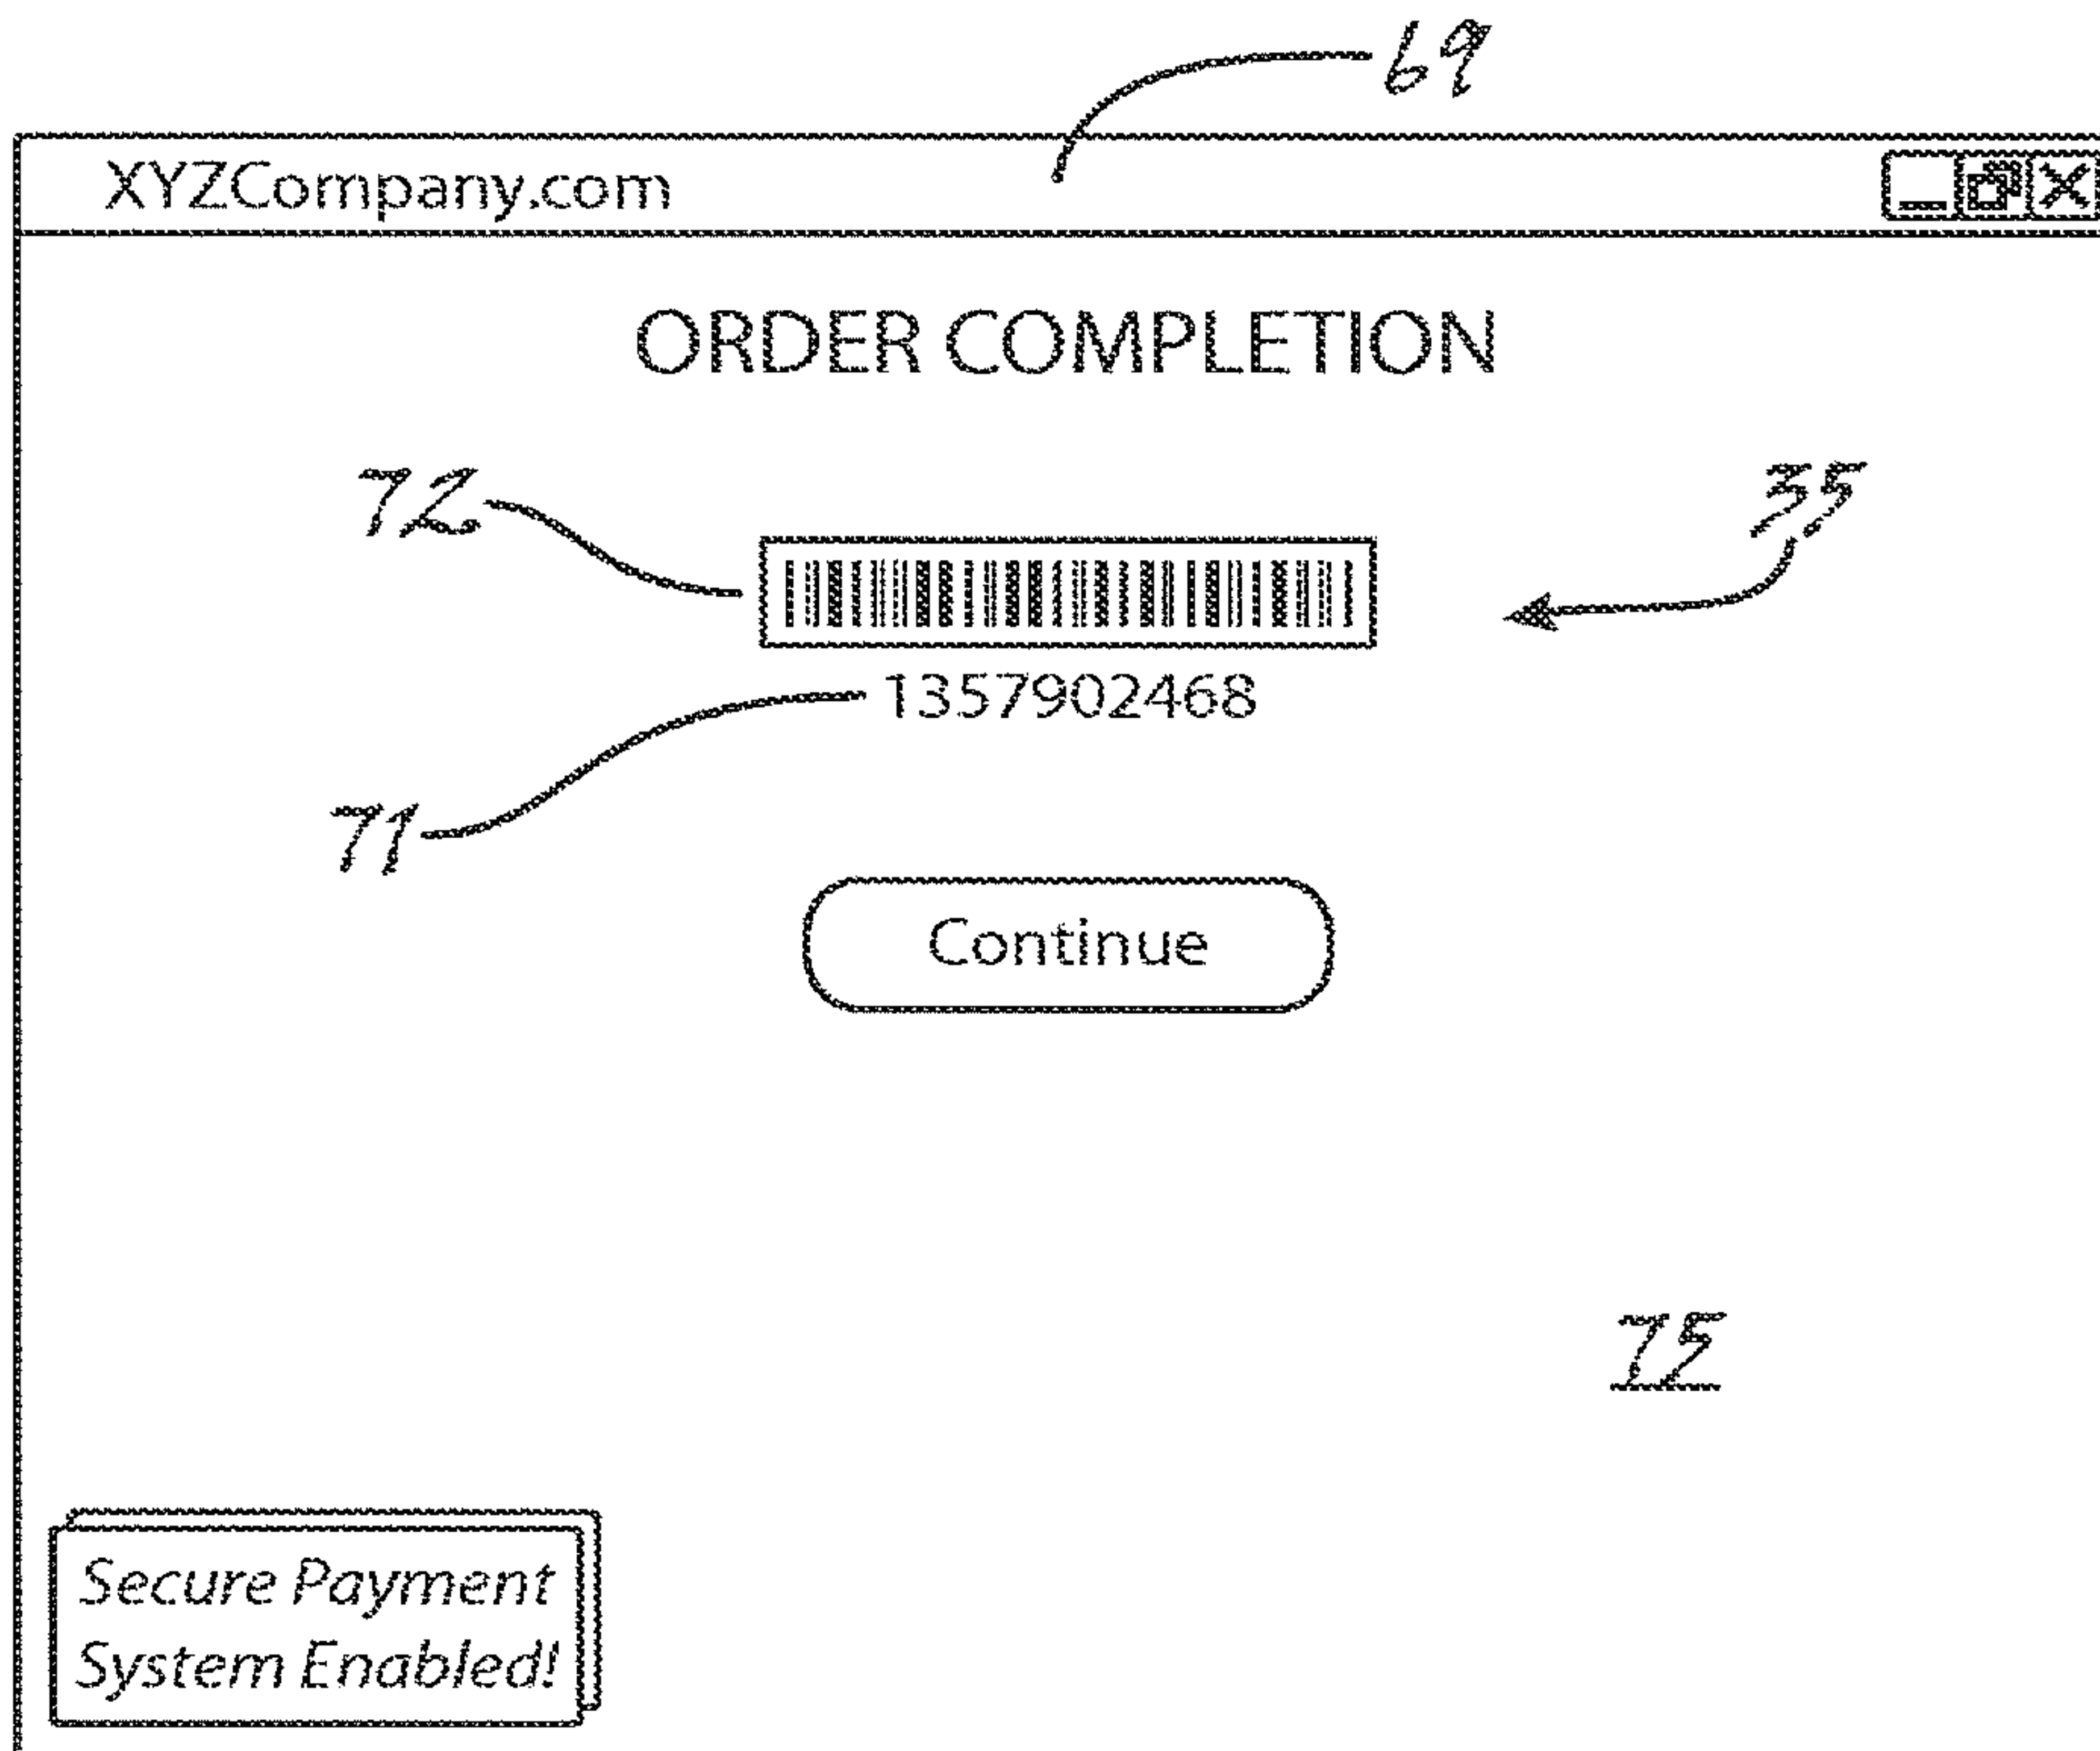 69
XYZCompany.com
ORDER COMPLETION
72
35
1357902468
71
Continue
75
Secure Payment
System Enabled!